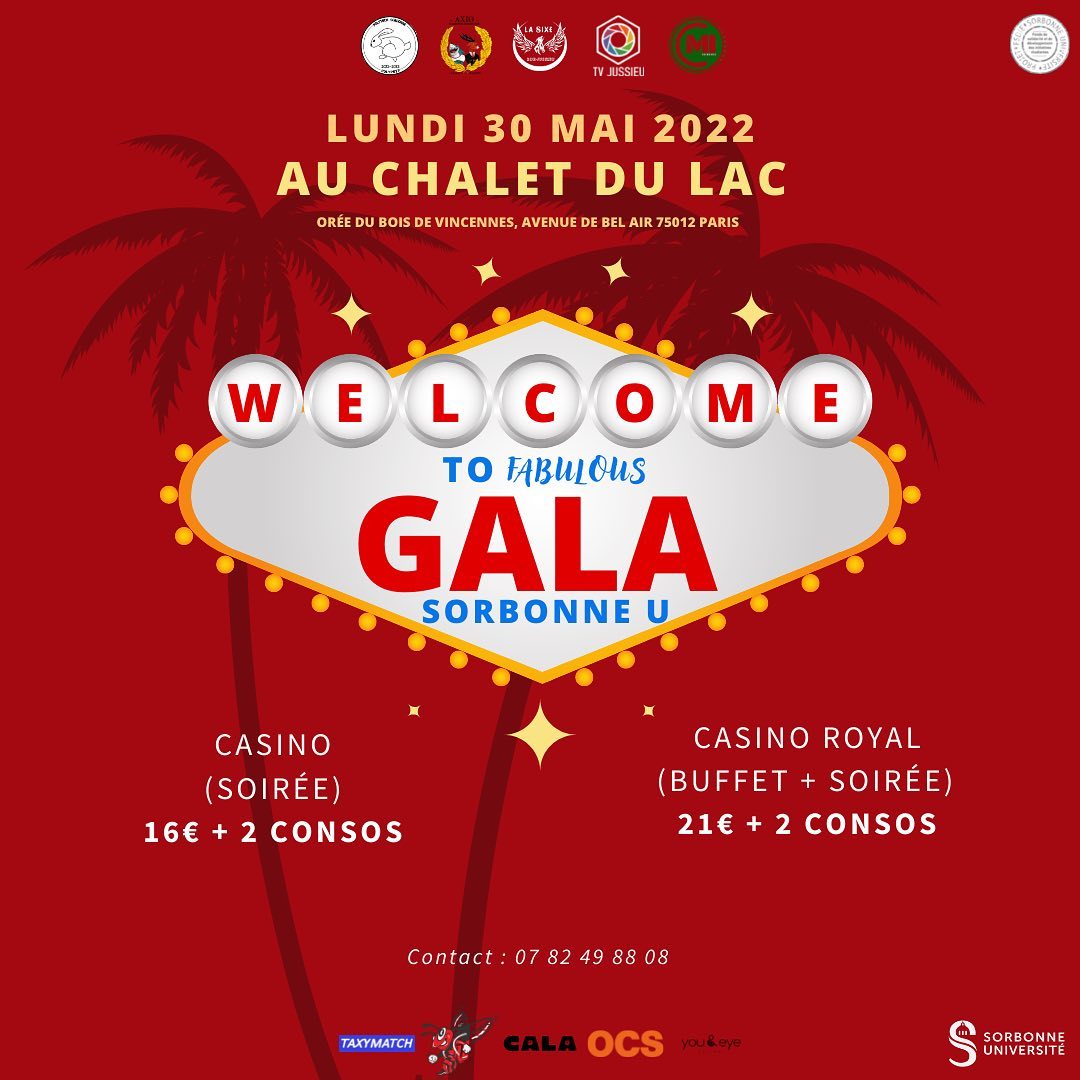 LA SIXE
TV JUSSIEU
LUNDI 30 MAI 2022
AU CHALET DU LAC
ORÉE DU BOIS DE VINCENNES, AVENUE DE BEL AIR 75012 PARIS
WELCOME
TO FABULOUS
GALA
SORBONNE U
CASINO
(SOIRÉE)
16€ + 2 CONSOS
CASINO ROYAL
(BUFFET + SOIRÉE)
21€ + 2 CONSOS
Contact : 07 82 49 88 08
TAXYMATCH
CALA
OCS
you & eye
SORBONNE
UNIVERSITÉ